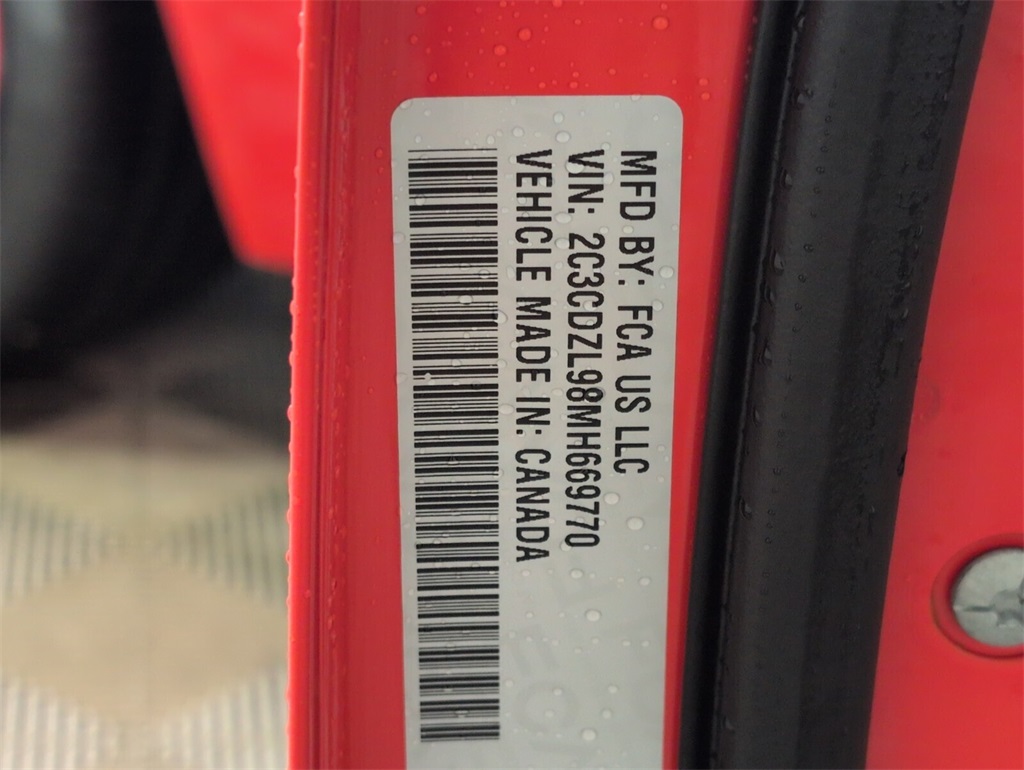 MFD BY: FCA US LLC
VIN: 2C3CDZL98MH669770
VEHICLE MADE IN: CANADA